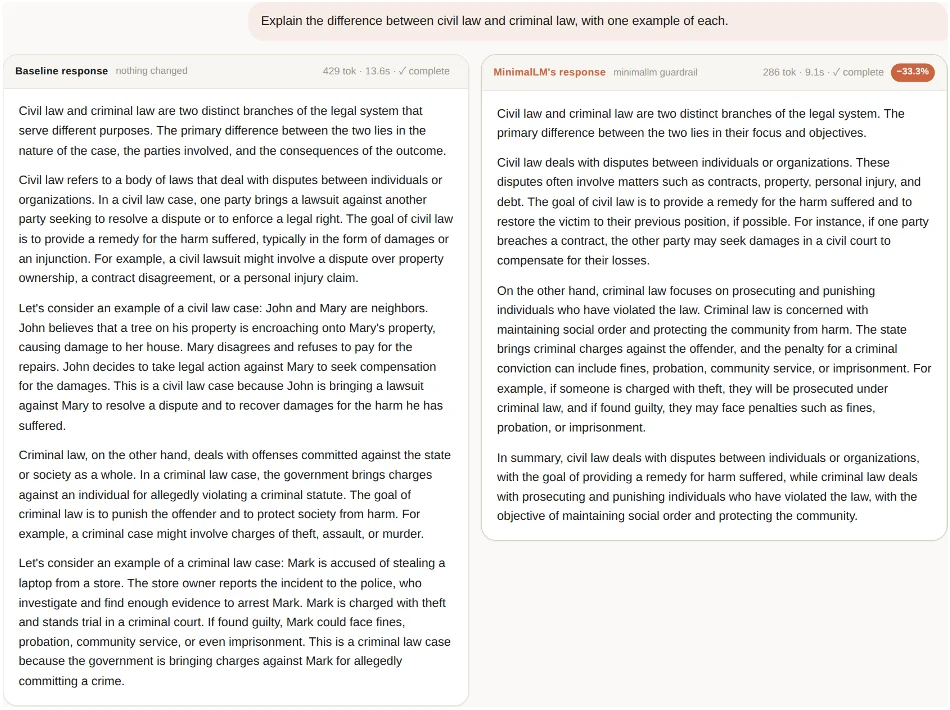 Explain the difference between civil law and criminal law, with one example of each.
Baseline response nothing changed 429 tok · 13.6s · ✓ complete
Civil law and criminal law are two distinct branches of the legal system that
serve different purposes. The primary difference between the two lies in the
nature of the case, the parties involved, and the consequences of the outcome.
Civil law refers to a body of laws that deal with disputes between individuals or
organizations. In a civil law case, one party brings a lawsuit against another
party seeking to resolve a dispute or to enforce a legal right. The goal of civil law
is to provide a remedy for the harm suffered, typically in the form of damages or
an injunction. For example, a civil lawsuit might involve a dispute over property
ownership, a contract disagreement, or a personal injury claim.
Let's consider an example of a civil law case: John and Mary are neighbors.
John believes that a tree on his property is encroaching onto Mary's property,
causing damage to her house. Mary disagrees and refuses to pay for the
repairs. John decides to take legal action against Mary to seek compensation
for the damages. This is a civil law case because John is bringing a lawsuit
against Mary to resolve a dispute and to recover damages for the harm he has
suffered.
Criminal law, on the other hand, deals with offenses committed against the state
or society as a whole. In a criminal law case, the government brings charges
against an individual for allegedly violating a criminal statute. The goal of
criminal law is to punish the offender and to protect society from harm. For
example, a criminal case might involve charges of theft, assault, or murder.
Let's consider an example of a criminal law case: Mark is accused of stealing a
laptop from a store. The store owner reports the incident to the police, who
investigate and find enough evidence to arrest Mark. Mark is charged with theft
and stands trial in a criminal court. If found guilty, Mark could face fines,
probation, community service, or even imprisonment. This is a criminal law case
because the government is bringing charges against Mark for allegedly
committing a crime.
MinimalLM's response minimallm guardrail 286 tok · 9.1s · ✓ complete −33.3%
Civil law and criminal law are two distinct branches of the legal system. The
primary difference between the two lies in their focus and objectives.
Civil law deals with disputes between individuals or organizations. These
disputes often involve matters such as contracts, property, personal injury, and
debt. The goal of civil law is to provide a remedy for the harm suffered and to
restore the victim to their previous position, if possible. For instance, if one party
breaches a contract, the other party may seek damages in a civil court to
compensate for their losses.
On the other hand, criminal law focuses on prosecuting and punishing
individuals who have violated the law. Criminal law is concerned with
maintaining social order and protecting the community from harm. The state
brings criminal charges against the offender, and the penalty for a criminal
conviction can include fines, probation, community service, or imprisonment. For
example, if someone is charged with theft, they will be prosecuted under
criminal law, and if found guilty, they may face penalties such as fines,
probation, or imprisonment.
In summary, civil law deals with disputes between individuals or organizations,
with the goal of providing a remedy for harm suffered, while criminal law deals
with prosecuting and punishing individuals who have violated the law, with the
objective of maintaining social order and protecting the community.